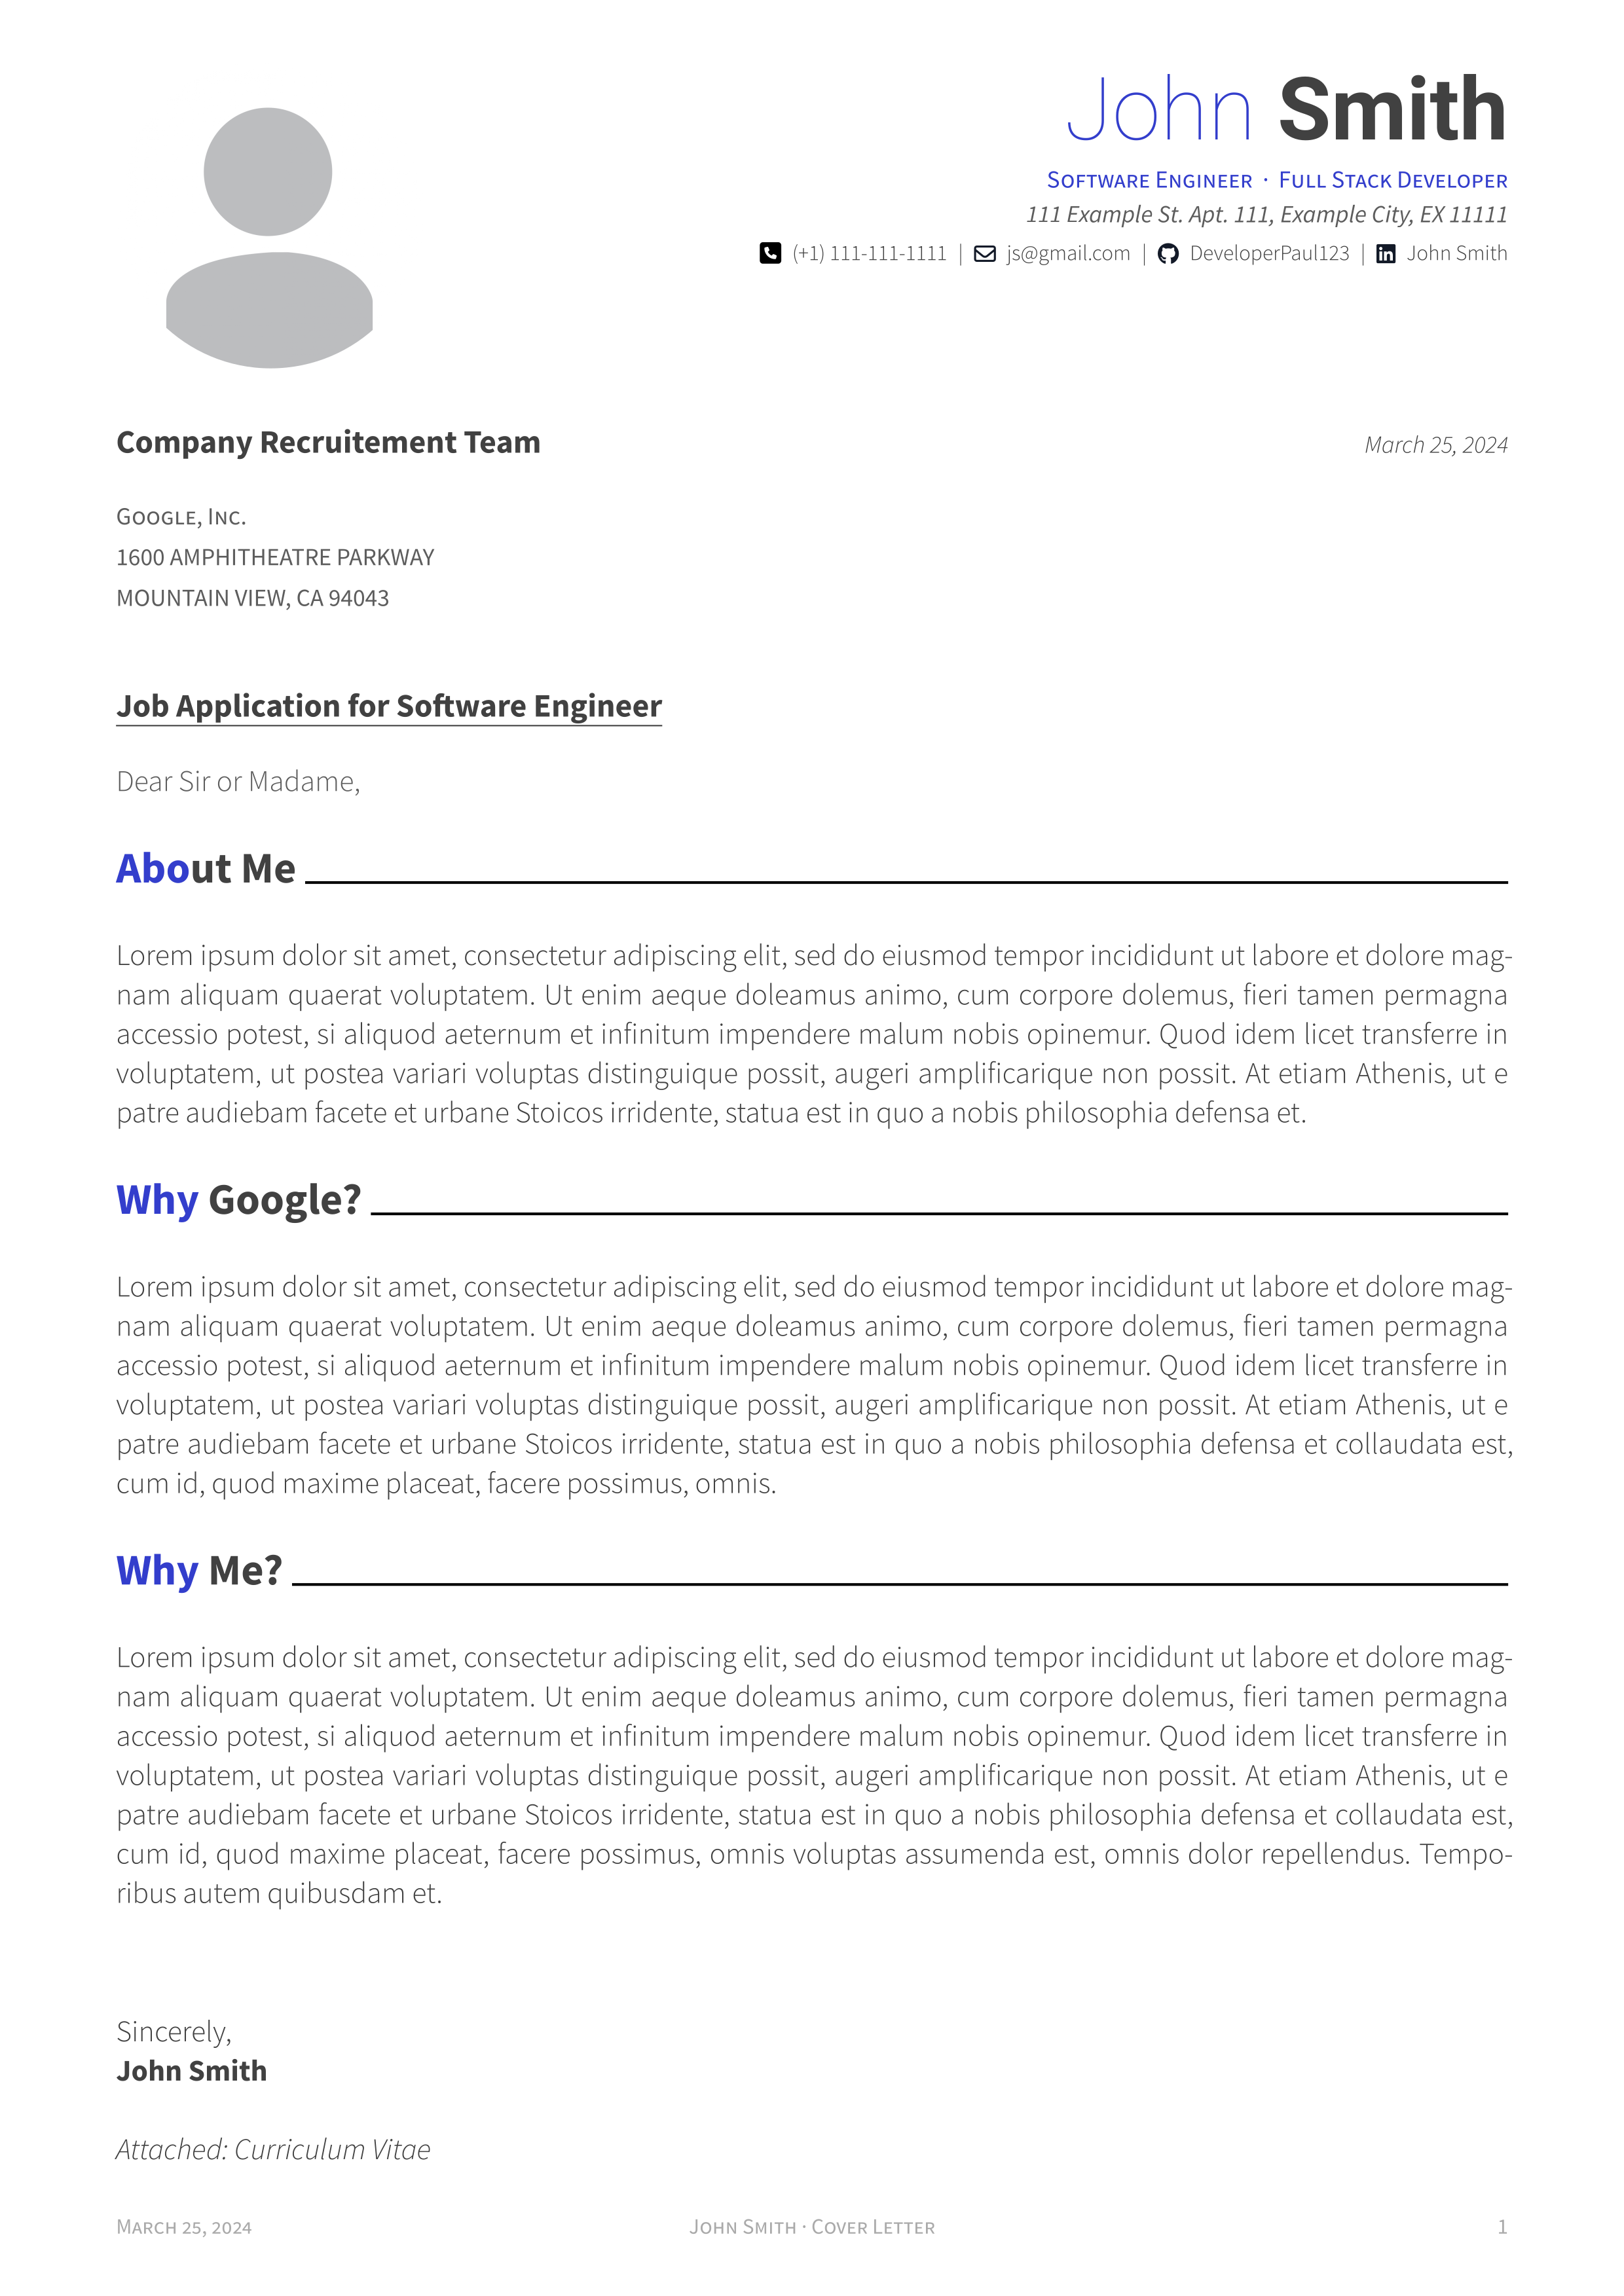 John Smith
Software Engineer · Full Stack Developer
111 Example St. Apt. 111, Example City, EX 11111
(+1) 111-111-1111 | js@gmail.com | DeveloperPaul123 | John Smith
Company Recruitement Team
March 25, 2024
Google, Inc.
1600 AMPHITHEATRE PARKWAY
MOUNTAIN VIEW, CA 94043
Job Application for Software Engineer
Dear Sir or Madame,
About Me
Lorem ipsum dolor sit amet, consectetur adipiscing elit, sed do eiusmod tempor incididunt ut labore et dolore mag-
nam aliquam quaerat voluptatem. Ut enim aeque doleamus animo, cum corpore dolemus, fieri tamen permagna
accessio potest, si aliquod aeternum et infinitum impendere malum nobis opinemur. Quod idem licet transferre in
voluptatem, ut postea variari voluptas distinguique possit, augeri amplificarique non possit. At etiam Athenis, ut e
patre audiebam facete et urbane Stoicos irridente, statua est in quo a nobis philosophia defensa et.
Why Google?
Lorem ipsum dolor sit amet, consectetur adipiscing elit, sed do eiusmod tempor incididunt ut labore et dolore mag-
nam aliquam quaerat voluptatem. Ut enim aeque doleamus animo, cum corpore dolemus, fieri tamen permagna
accessio potest, si aliquod aeternum et infinitum impendere malum nobis opinemur. Quod idem licet transferre in
voluptatem, ut postea variari voluptas distinguique possit, augeri amplificarique non possit. At etiam Athenis, ut e
patre audiebam facete et urbane Stoicos irridente, statua est in quo a nobis philosophia defensa et collaudata est,
cum id, quod maxime placeat, facere possimus, omnis.
Why Me?
Lorem ipsum dolor sit amet, consectetur adipiscing elit, sed do eiusmod tempor incididunt ut labore et dolore mag-
nam aliquam quaerat voluptatem. Ut enim aeque doleamus animo, cum corpore dolemus, fieri tamen permagna
accessio potest, si aliquod aeternum et infinitum impendere malum nobis opinemur. Quod idem licet transferre in
voluptatem, ut postea variari voluptas distinguique possit, augeri amplificarique non possit. At etiam Athenis, ut e
patre audiebam facete et urbane Stoicos irridente, statua est in quo a nobis philosophia defensa et collaudata est,
cum id, quod maxime placeat, facere possimus, omnis voluptas assumenda est, omnis dolor repellendus. Tempo-
ribus autem quibusdam et.
Sincerely,
John Smith
Attached: Curriculum Vitae
March 25, 2024
John Smith · Cover Letter
1